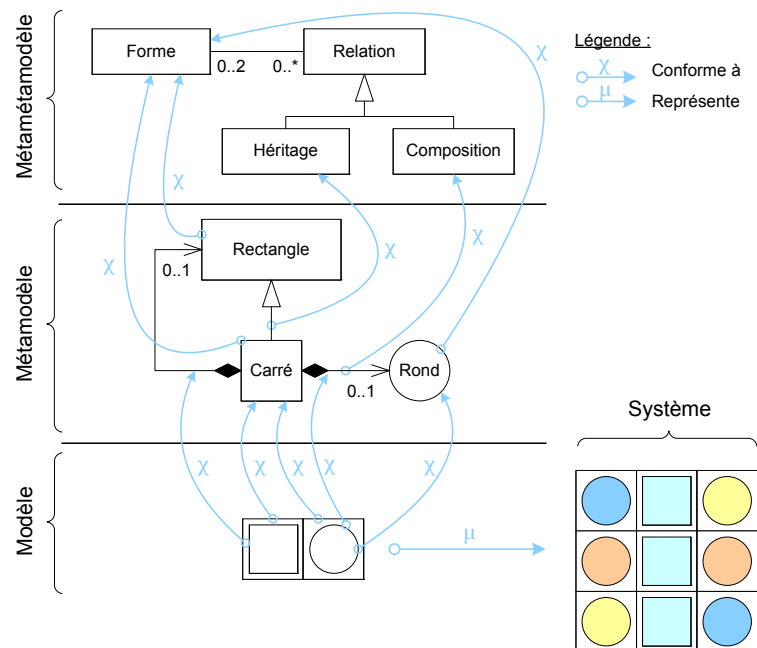 Métamétamodèle
Forme
Relation
0..2
0..*
Héritage
Composition
χ
χ
χ
Légende :
χ
Conforme à
μ
Représente
Métamodèle
Rectangle
0..1
χ
χ
χ
Carré
Rond
0..1
Modèle
χ
χ
χ
χ
χ
μ
Système